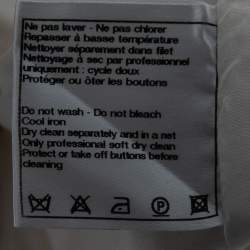 Ne pas laver - Ne pas chlorer
Repasser à basse température
Nettoyer séparement dans filet
Nettoyage à sec par professionnel
uniquement : cycle doux
Protéger ou ôter les boutons
Do not wash - Do not bleach
Cool iron
Dry clean separately and in a net
Only professional soft dry clean
Protect or take off buttons before
cleaning
P